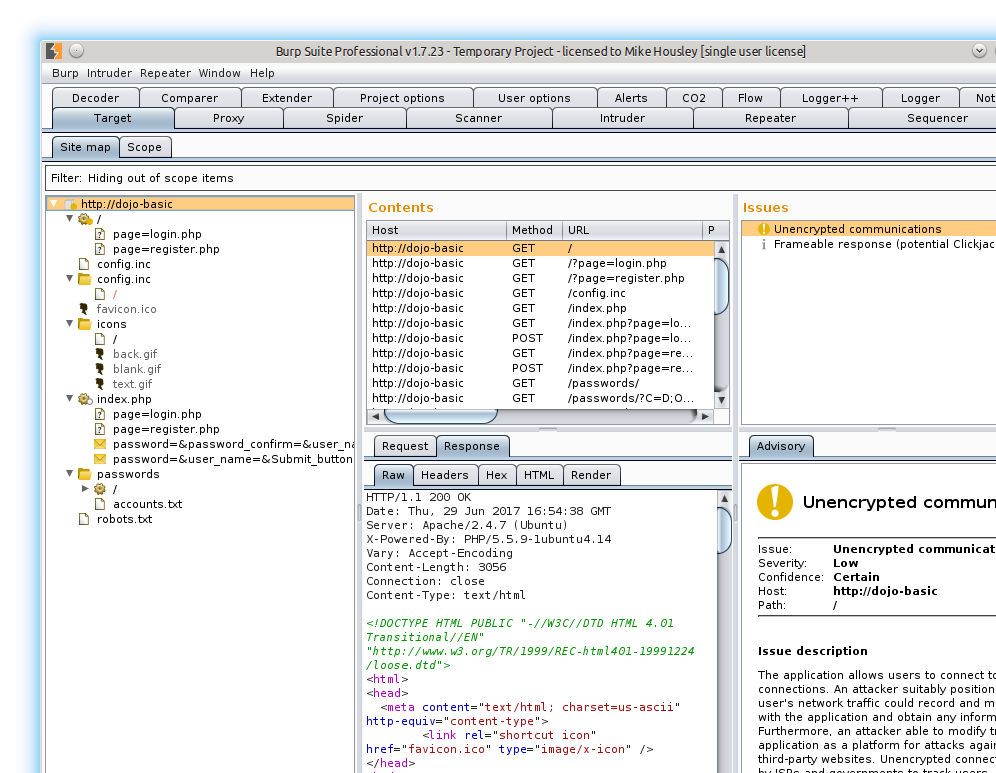 Burp Suite Professional v1.7.23 - Temporary Project - licensed to Mike Housley [single user license]
Burp Intruder Repeater Window Help
Decoder Comparer Extender Project options User options Alerts CO2 Flow Logger++ Logger Not
Target Proxy Spider Scanner Intruder Repeater Sequencer
Site map Scope
Filter: Hiding out of scope items
http://dojo-basic
/
page=login.php
page=register.php
config.inc
config.inc
/
favicon.ico
icons
/
back.gif
blank.gif
text.gif
index.php
page=login.php
page=register.php
password=&password_confirm=&user_na
password=&user_name=&Submit_button
passwords
/
accounts.txt
robots.txt
Contents
Host Method URL P
http://dojo-basic GET /
http://dojo-basic GET /?page=login.php
http://dojo-basic GET /?page=register.php
http://dojo-basic GET /config.inc
http://dojo-basic GET /index.php
http://dojo-basic GET /index.php?page=lo...
http://dojo-basic POST /index.php?page=lo...
http://dojo-basic GET /index.php?page=re...
http://dojo-basic POST /index.php?page=re...
http://dojo-basic GET /passwords/
http://dojo-basic GET /passwords/?C=D;O...
Request Response
Raw Headers Hex HTML Render
HTTP/1.1 200 OK
Date: Thu, 29 Jun 2017 16:54:38 GMT
Server: Apache/2.4.7 (Ubuntu)
X-Powered-By: PHP/5.5.9-1ubuntu4.14
Vary: Accept-Encoding
Content-Length: 3056
Connection: close
Content-Type: text/html
<!DOCTYPE HTML PUBLIC "-//W3C//DTD HTML 4.01
Transitional//EN"
"http://www.w3.org/TR/1999/REC-html401-19991224
/loose.dtd">
<html>
<head>
<meta content="text/html; charset=us-ascii"
http-equiv="content-type">
<link rel="shortcut icon"
href="favicon.ico" type="image/x-icon" />
</head>
Issues
Unencrypted communications
Frameable response (potential Clickjac
Advisory
Unencrypted commun
Issue: Unencrypted communicat
Severity: Low
Confidence: Certain
Host: http://dojo-basic
Path: /
Issue description
The application allows users to connect to
connections. An attacker suitably position
user's network traffic could record and m
with the application and obtain any inform
Furthermore, an attacker able to modify tr
application as a platform for attacks again
third-party websites. Unencrypted connec
by ISPs and governments to track users,